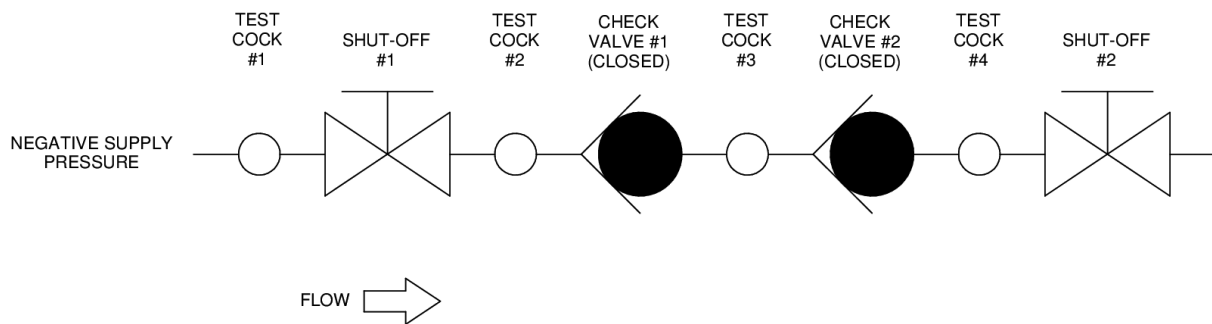 TEST
COCK
#1
SHUT-OFF
#1
TEST
COCK
#2
CHECK
VALVE #1
(CLOSED)
TEST
COCK
#3
CHECK
VALVE #2
(CLOSED)
TEST
COCK
#4
SHUT-OFF
#2
NEGATIVE SUPPLY
PRESSURE
FLOW